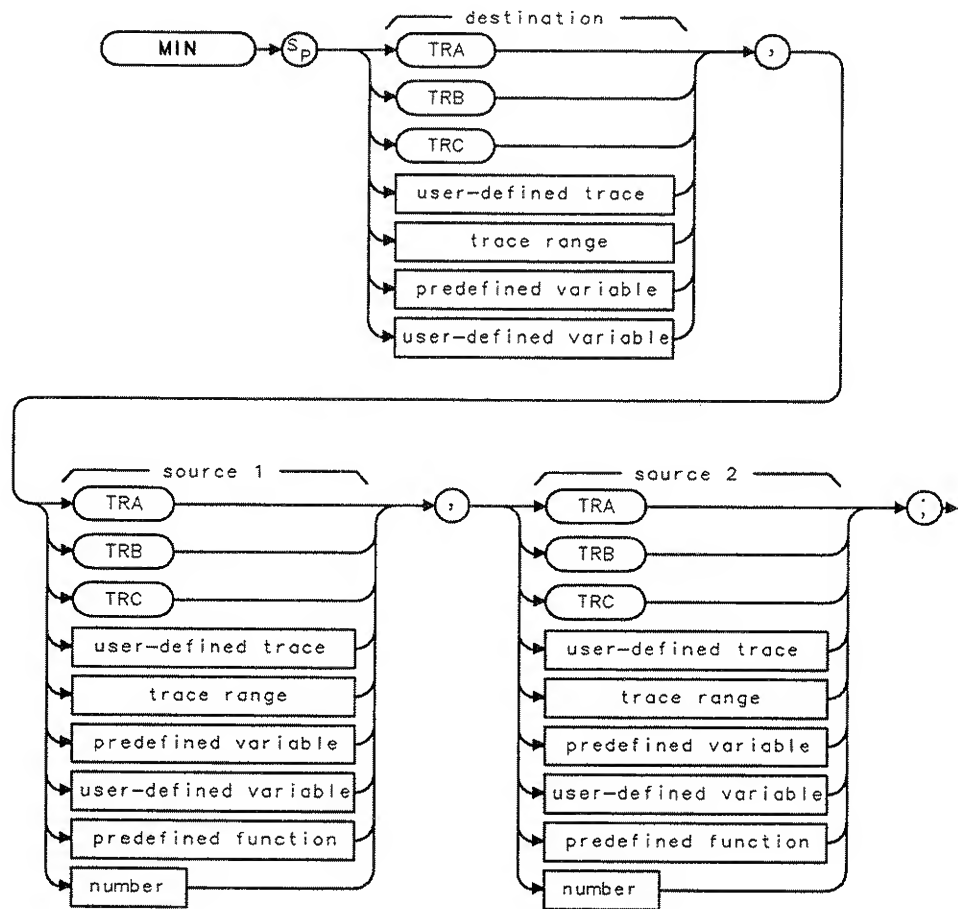 destination
MIN SP TRA ,
TRB
TRC
user-defined trace
trace range
predefined variable
user-defined variable
source 1
TRA ,
TRB
TRC
user-defined trace
trace range
predefined variable
user-defined variable
predefined function
number
source 2
TRA ;
TRB
TRC
user-defined trace
trace range
predefined variable
user-defined variable
predefined function
number